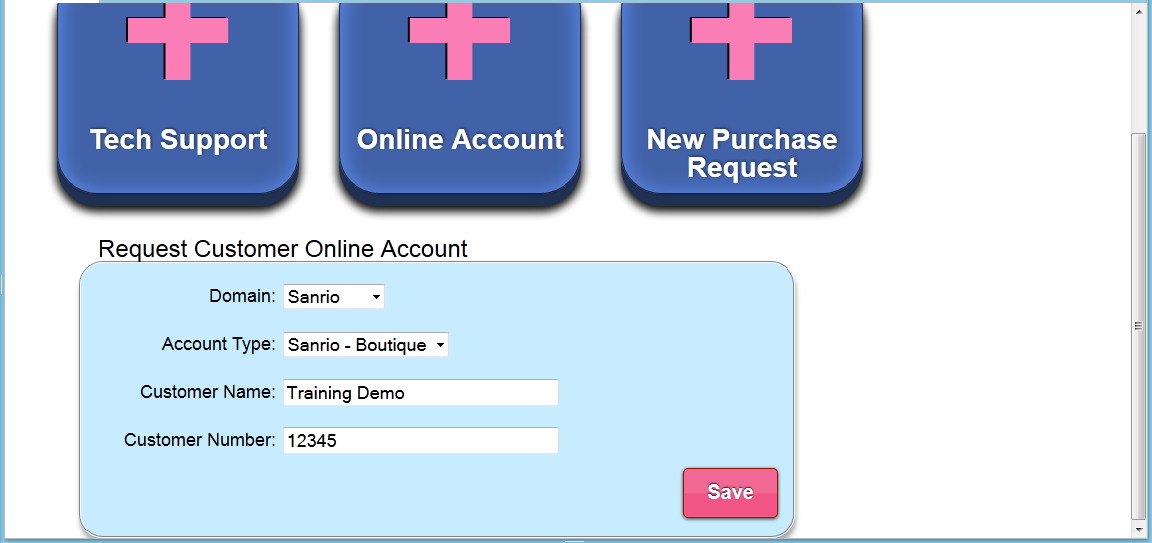 Tech Support
Online Account
New Purchase
Request
Request Customer Online Account
Domain: Sanrio
Account Type: Sanrio - Boutique
Customer Name: Training Demo
Customer Number: 12345
Save